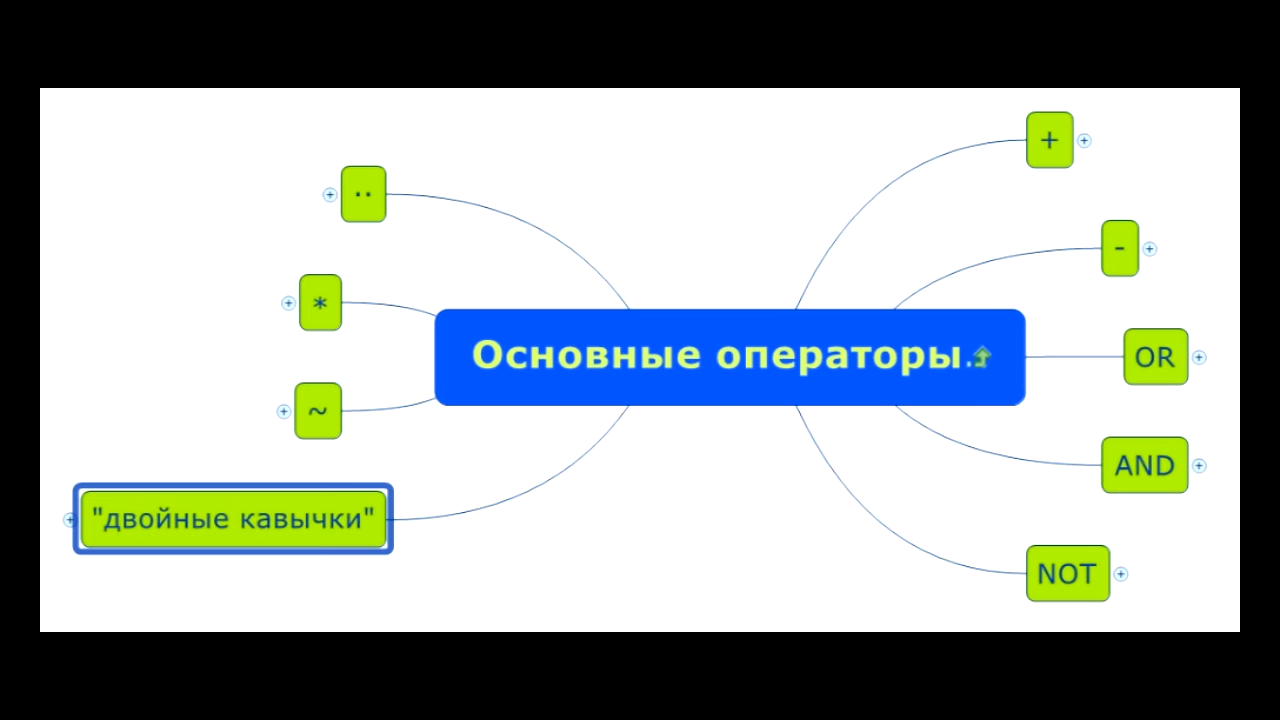 +
..
-
*
Основные операторы.
OR
~
AND
"двойные кавычки"
NOT